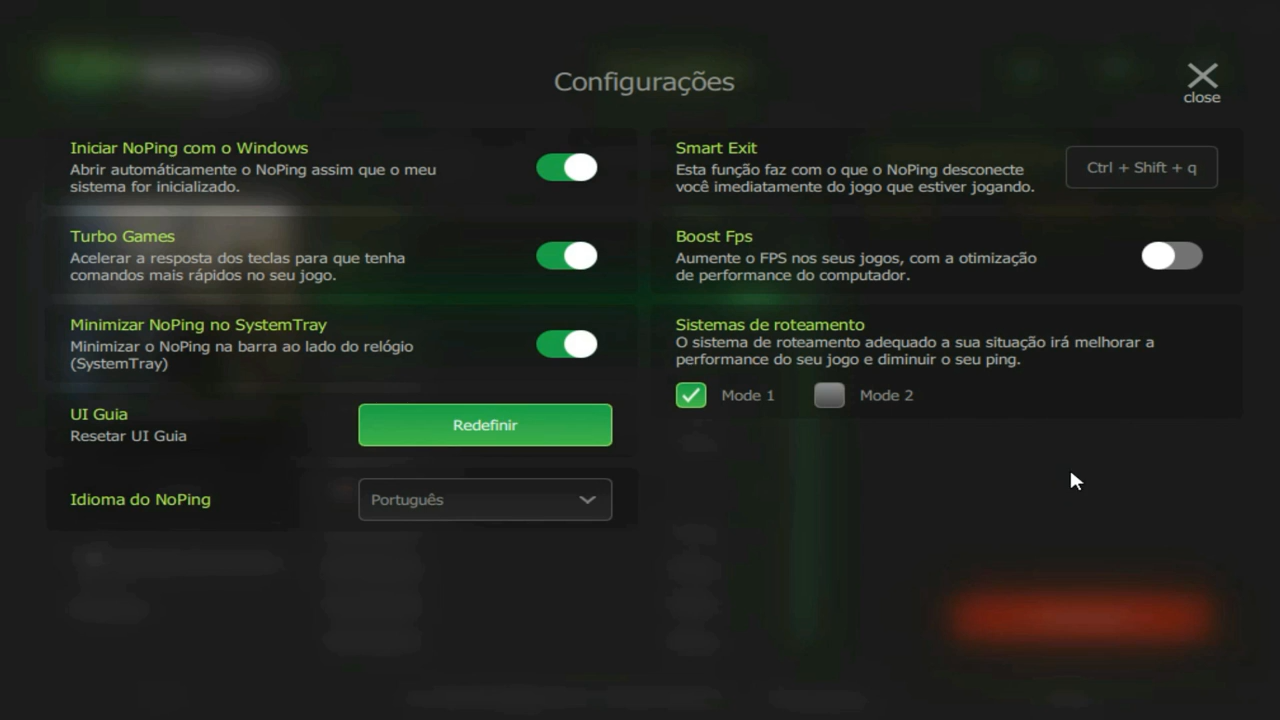 Configurações
close
Iniciar NoPing com o Windows
Abrir automáticamente o NoPing assim que o meu
sistema for inicializado.
Turbo Games
Acelerar a resposta dos teclas para que tenha
comandos mais rápidos no seu jogo.
Minimizar NoPing no SystemTray
Minimizar o NoPing na barra ao lado do relógio
(SystemTray)
UI Guia
Resetar UI Guia
Redefinir
Idioma do NoPing
Português
Smart Exit
Esta função faz com o que o NoPing desconecte
você imediatamente do jogo que estiver jogando.
Ctrl + Shift + q
Boost Fps
Aumente o FPS nos seus jogos, com a otimização
de performance do computador.
Sistemas de roteamento
O sistema de roteamento adequado a sua situação irá melhorar a
performance do seu jogo e diminuir o seu ping.
Mode 1
Mode 2